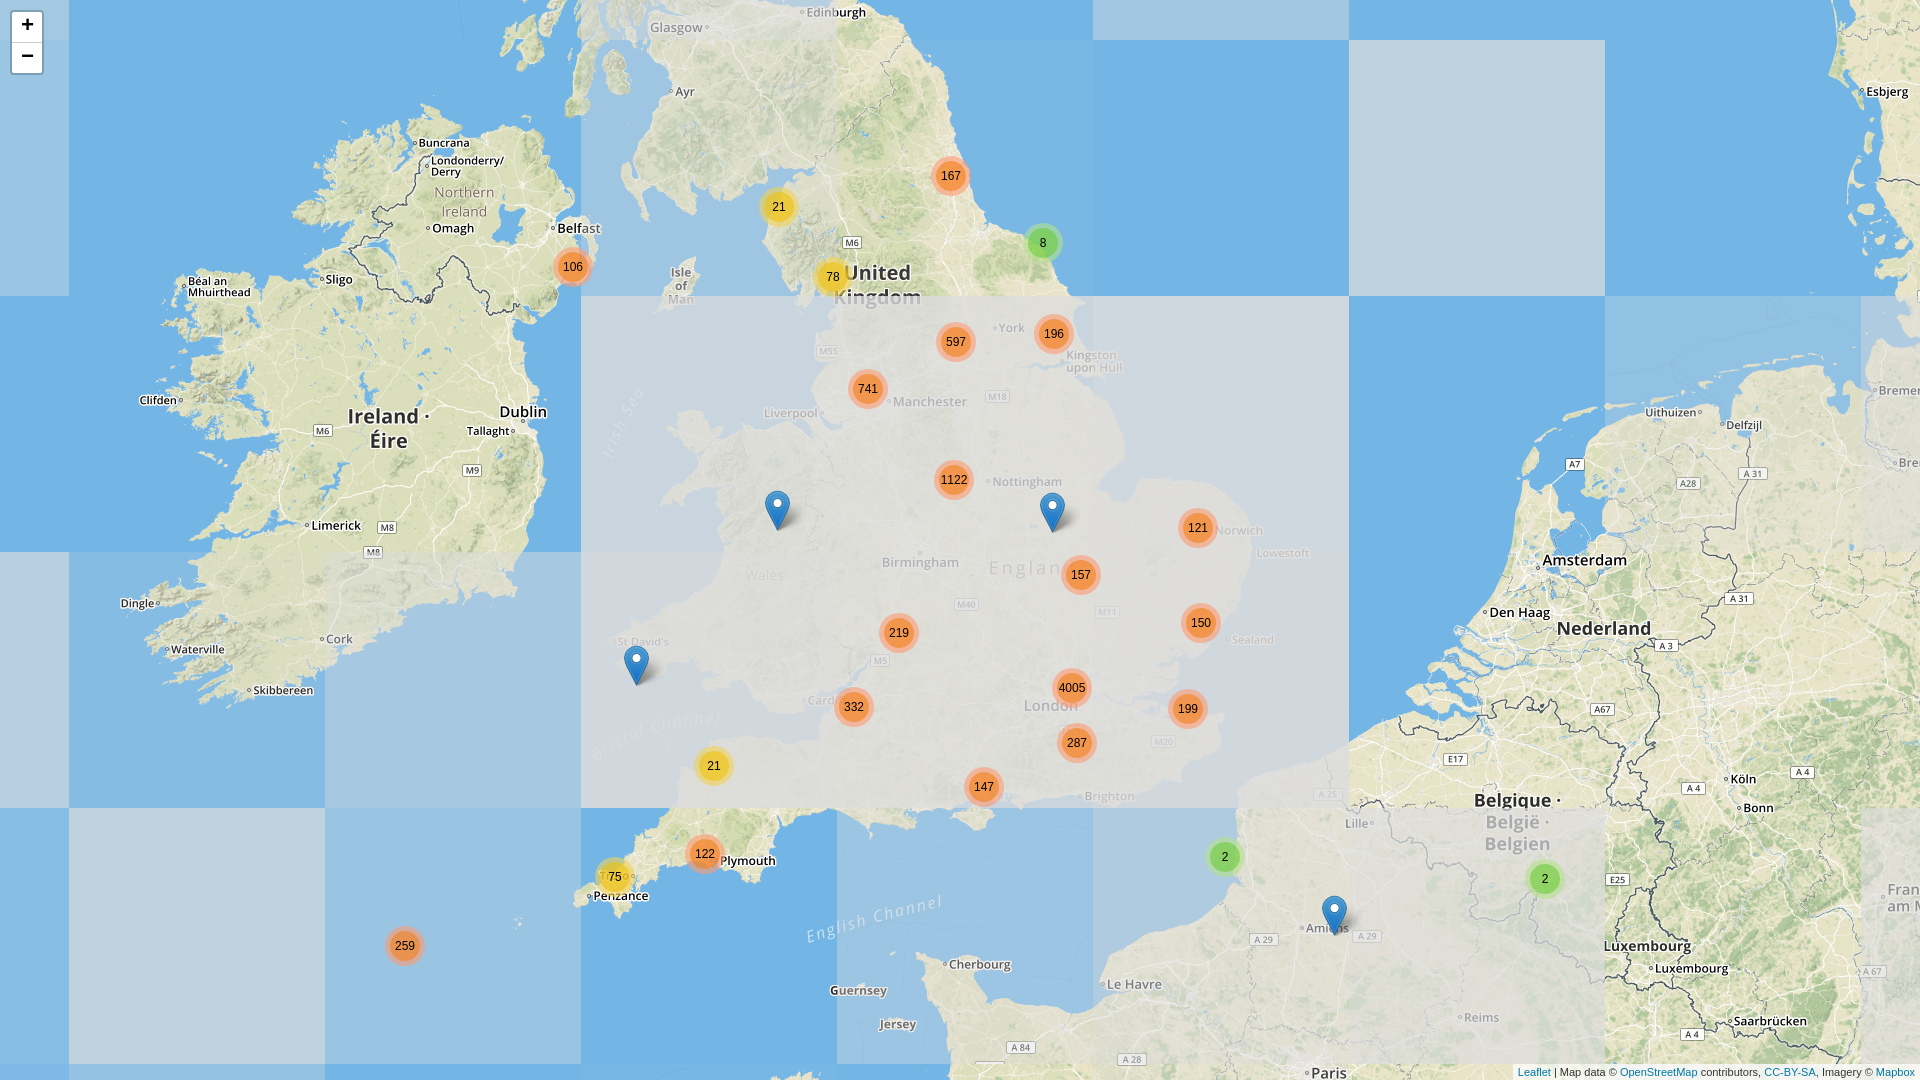 +
−
Glasgow
Edinburgh
Ayr
Esbjerg
Buncrana
Londonderry/
Derry
Northern
Ireland
Omagh
Belfast
167
21
8
M6
106
78
United
Kingdom
Isle
of
Man
Sligo
Béal an
Mhuirthead
York
196
597
M55
Kingston
upon Hull
741
Manchester
M18
Liverpool
Irish Sea
Clifden
Ireland ·
Éire
Dublin
Tallaght
M6
M9
Uithuizen
Delfzijl
A7
A 31
A28
1122
Nottingham
Limerick
M8
M8
121
Norwich
Lowestoft
Birmingham
Wales
157
Amsterdam
Dingle
M40
M11
Den Haag
A 31
Nederland
A 3
Cork
Waterville
Skibbereen
St David's
219
150
Sealand
M5
4005
London
199
332
Bristol Channel
287
M20
A67
E17
21
147
Brighton
A 25
Köln
A 4
A 4
Bonn
Belgique ·
België ·
Belgien
Lille
122
Plymouth
75
Penzance
2
2
E25
English Channel
Amiens
A 29
A 29
259
Luxembourg
Luxembourg
Cherbourg
Le Havre
A 67
Guernsey
Jersey
Reims
Saarbrücken
A 4
A 84
A 28
Paris
Leaflet | Map data © OpenStreetMap contributors, CC-BY-SA, Imagery © Mapbox